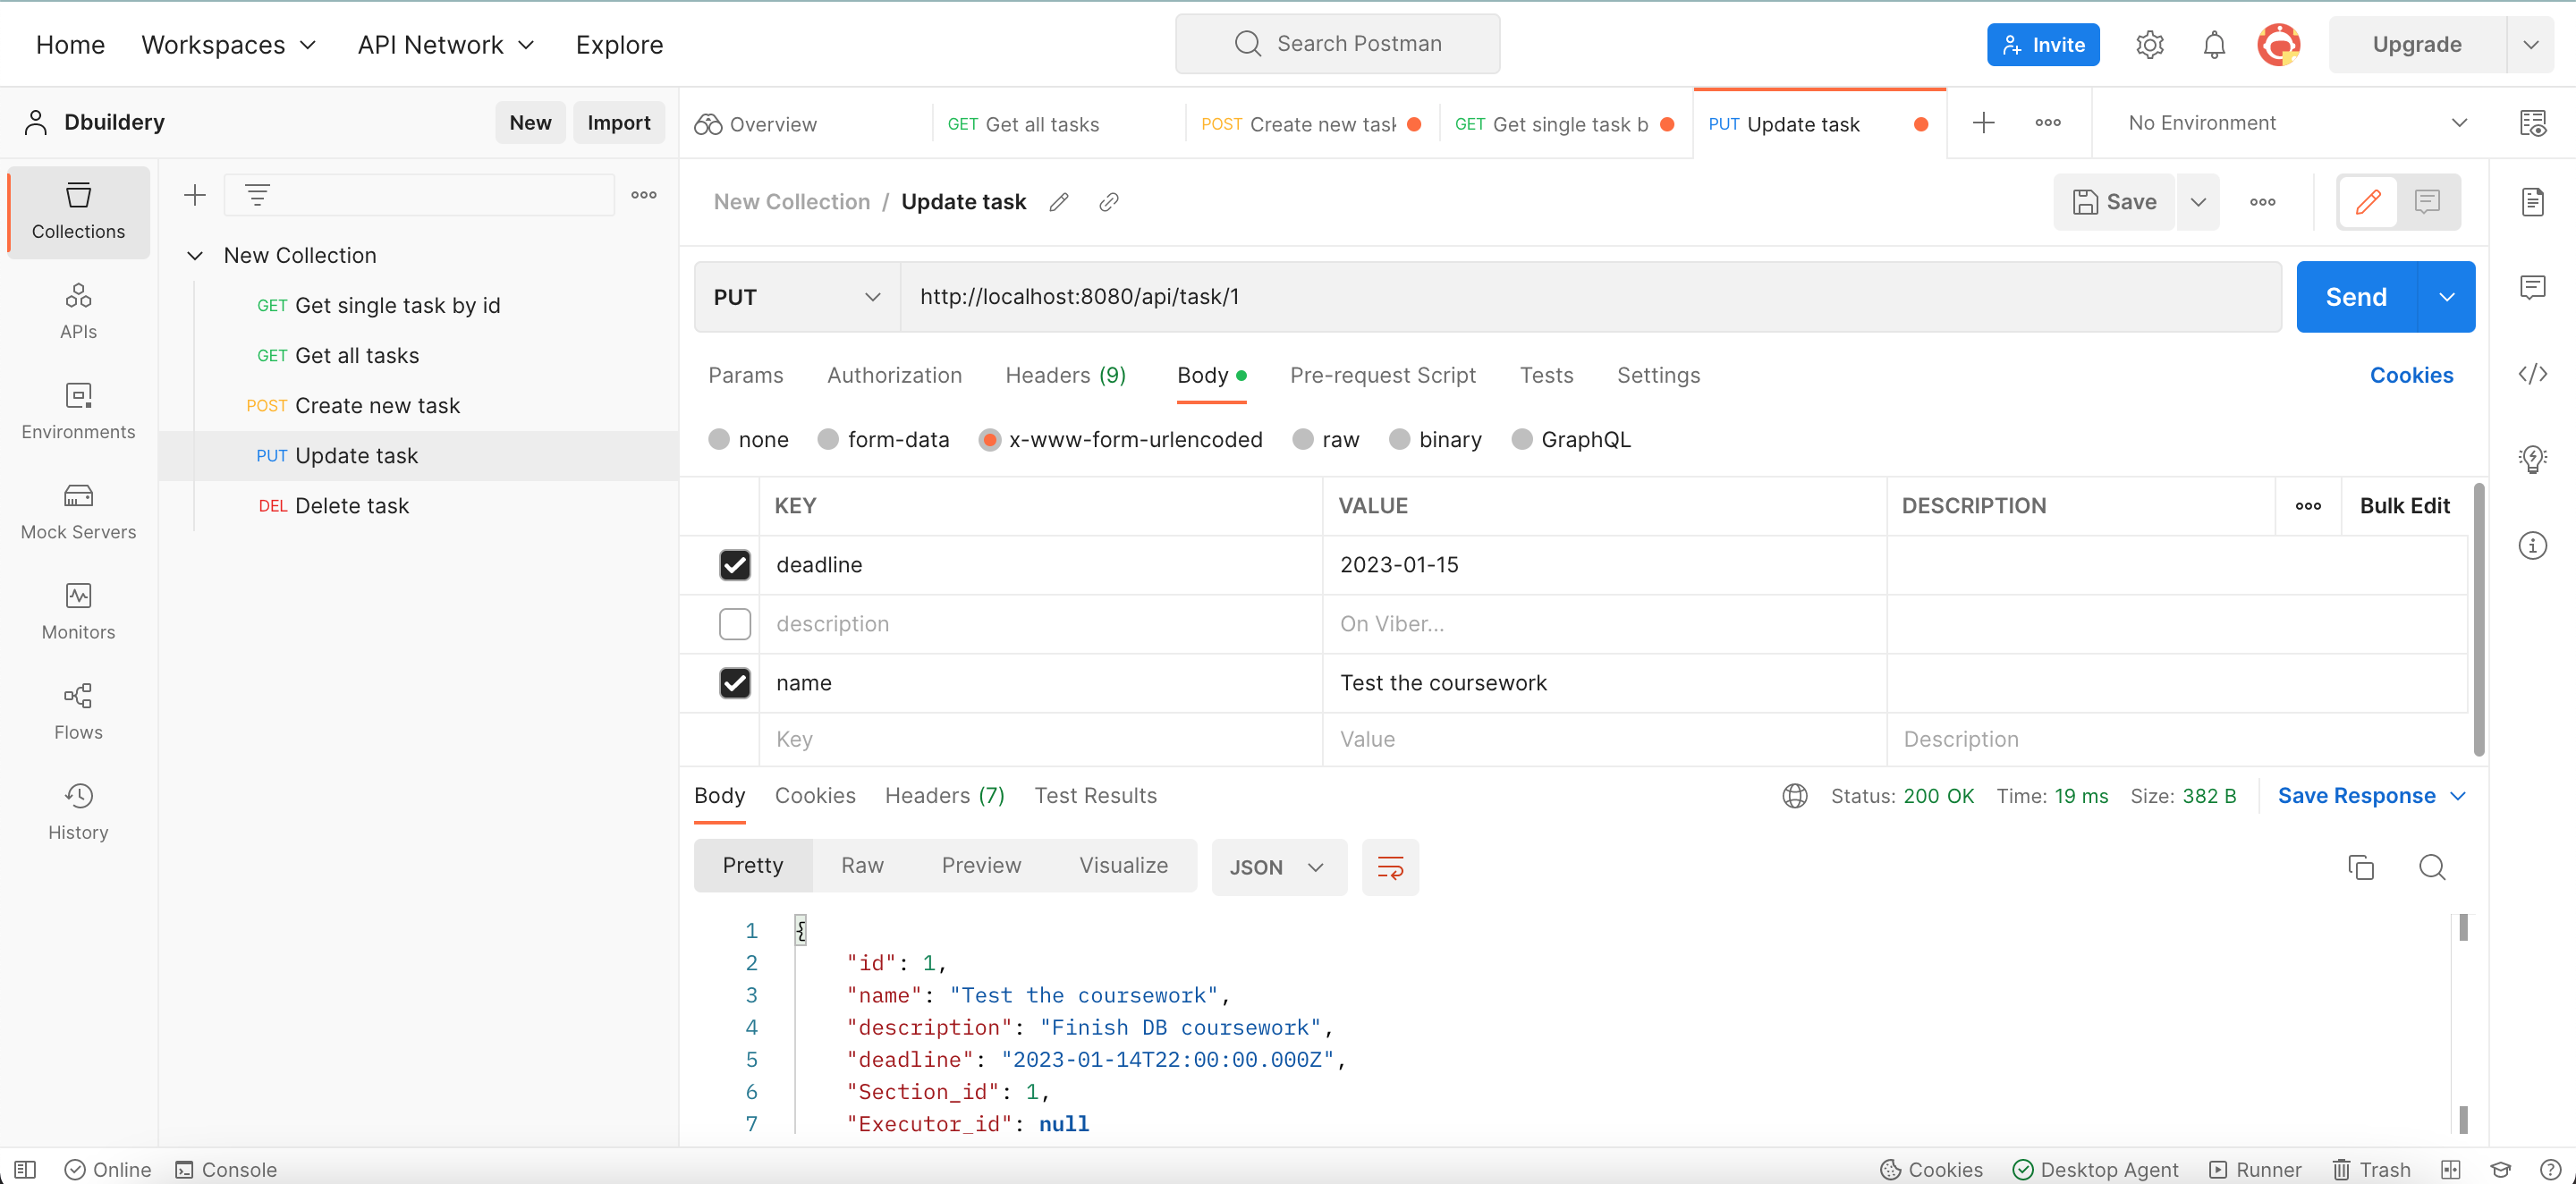 Home Workspaces API Network Explore Search Postman Invite Upgrade
Dbuildery New Import Overview GET Get all tasks POST Create new task GET Get single task b PUT Update task No Environment
Collections
APIs
Environments
Mock Servers
Monitors
Flows
History
New Collection
GET Get single task by id
GET Get all tasks
POST Create new task
PUT Update task
DEL Delete task
New Collection / Update task Save
PUT http://localhost:8080/api/task/1 Send
Params Authorization Headers (9) Body Pre-request Script Tests Settings Cookies
none form-data x-www-form-urlencoded raw binary GraphQL
KEY VALUE DESCRIPTION Bulk Edit
deadline 2023-01-15
description On Viber...
name Test the coursework
Key Value Description
Body Cookies Headers (7) Test Results Status: 200 OK Time: 19 ms Size: 382 B Save Response
Pretty Raw Preview Visualize JSON
1 {
2 "id": 1,
3 "name": "Test the coursework",
4 "description": "Finish DB coursework",
5 "deadline": "2023-01-14T22:00:00.000Z",
6 "Section_id": 1,
7 "Executor_id": null
Online Console Cookies Desktop Agent Runner Trash